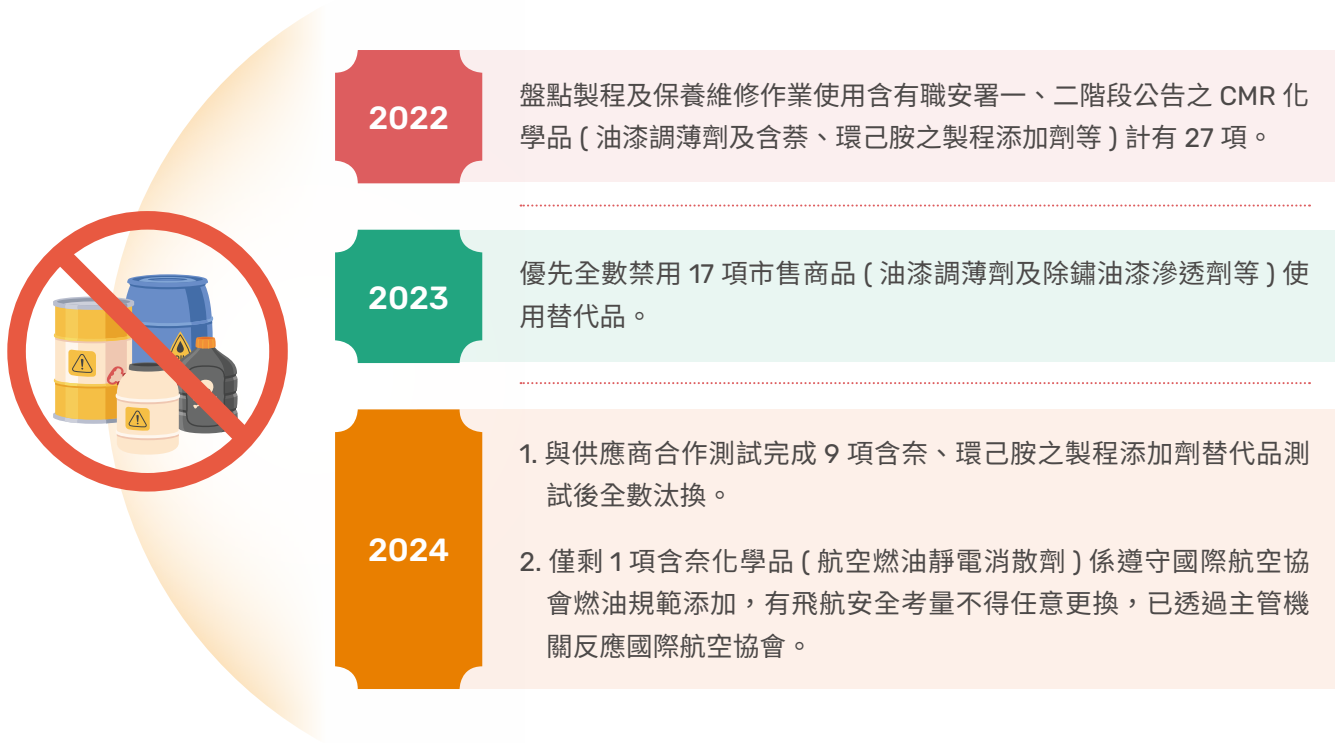 2022
盤點製程及保養維修作業使用含有職安署一、二階段公告之 CMR 化
學品 ( 油漆調薄劑及含萘、環己胺之製程添加劑等 ) 計有 27 項。
2023
優先全數禁用 17 項市售商品 ( 油漆調薄劑及除鏽油漆滲透劑等 ) 使
用替代品。
2024
1. 與供應商合作測試完成 9 項含奈、環己胺之製程添加劑替代品測
試後全數汰換。
2. 僅剩 1 項含奈化學品 ( 航空燃油靜電消散劑 ) 係遵守國際航空協
會燃油規範添加，有飛航安全考量不得任意更換，已透過主管機
關反應國際航空協會。